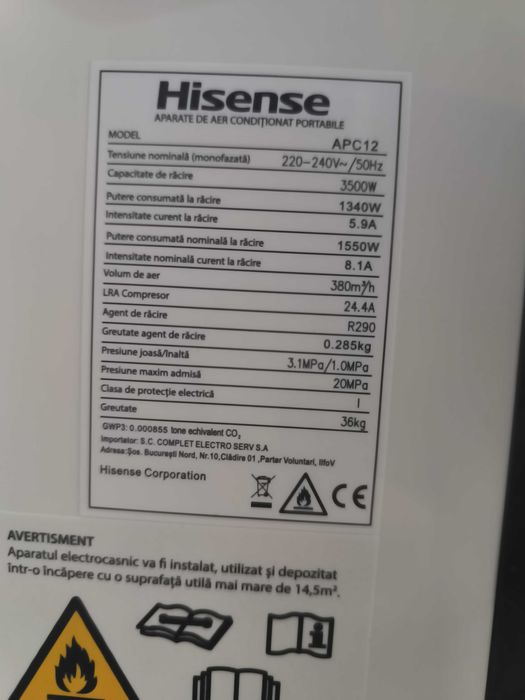 Hisense
APARATE DE AER CONDIȚIONAT PORTABILE
MODEL APC12
Tensiune nominală (monofazată) 220-240V~/50Hz
Capacitate de răcire 3500W
Putere consumată la răcire 1340W
Intensitate curent la răcire 5.9A
Putere consumată nominală la răcire 1550W
Intensitate nominală curent la răcire 8.1A
Volum de aer 380m³/h
LRA Compresor 24.4A
Agent de răcire R290
Greutate agent de răcire 0.285kg
Presiune joasă/înaltă 3.1MPa/1.0MPa
Presiune maxim admisă 20MPa
Clasa de protecție electrică I
Greutate 36kg
GWP3: 0.000855 tone echivalent CO₂
Importator: S.C. COMPLET ELECTRO SERV S.A
Adresa: Șos. București Nord, Nr.10, Clădire 01 ,Parter Voluntari, IlfoV
Hisense Corporation
CE
AVERTISMENT
Aparatul electrocasnic va fi instalat, utilizat și depozitat
într-o încăpere cu o suprafață utilă mai mare de 14,5m².